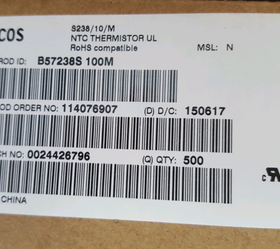 COS
S238/10/M
NTC THERMISTOR UL
RoHS compatible
MSL: N
ROD ID: B57238S 100M
OD ORDER NO: 114076907 (D) D/C: 150617
CH NO: 0024426796 (Q) QTY: 500
CHINA